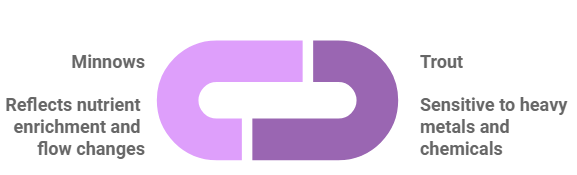 Minnows
Reflects nutrient
enrichment and
flow changes
Trout
Sensitive to heavy
metals and
chemicals